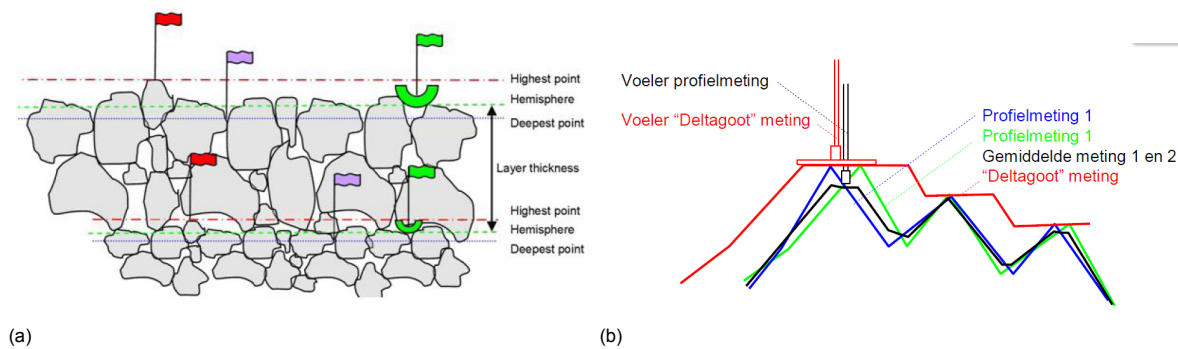 Highest point
Hemisphere
Deepest point
Layer thickness
Highest point
Hemisphere
Deepest point
(a)
Voeler profielmeting
Voeler “Deltagoot” meting
Profielmeting 1
Profielmeting 1
Gemiddelde meting 1 en 2
“Deltagoot” meting
(b)